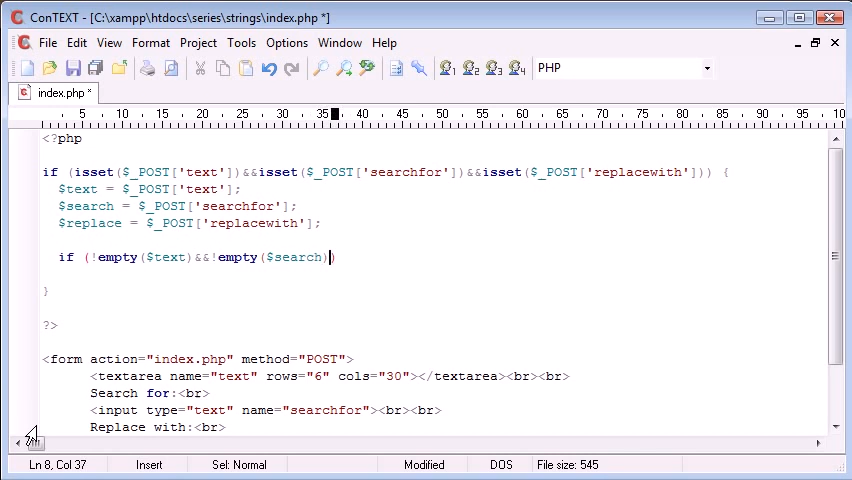 ConTEXT - [C:\xampp\htdocs\series\strings\index.php *]
File Edit View Format Project Tools Options Window Help
1 2 3 4 PHP
index.php *
5 10 15 20 25 30 35 40 45 50 55 60 65 70 75 80 85 90 95 10
<?php
if (isset($_POST['text'])&&isset($_POST['searchfor'])&&isset($_POST['replacewith'])) {
$text = $_POST['text'];
$search = $_POST['searchfor'];
$replace = $_POST['replacewith'];
if (!empty($text)&&!empty($search))
}
?>
<form action="index.php" method="POST">
<textarea name="text" rows="6" cols="30"></textarea><br><br>
Search for:<br>
<input type="text" name="searchfor"><br><br>
Replace with:<br>
Ln 8, Col 37 Insert Sel: Normal Modified DOS File size: 545